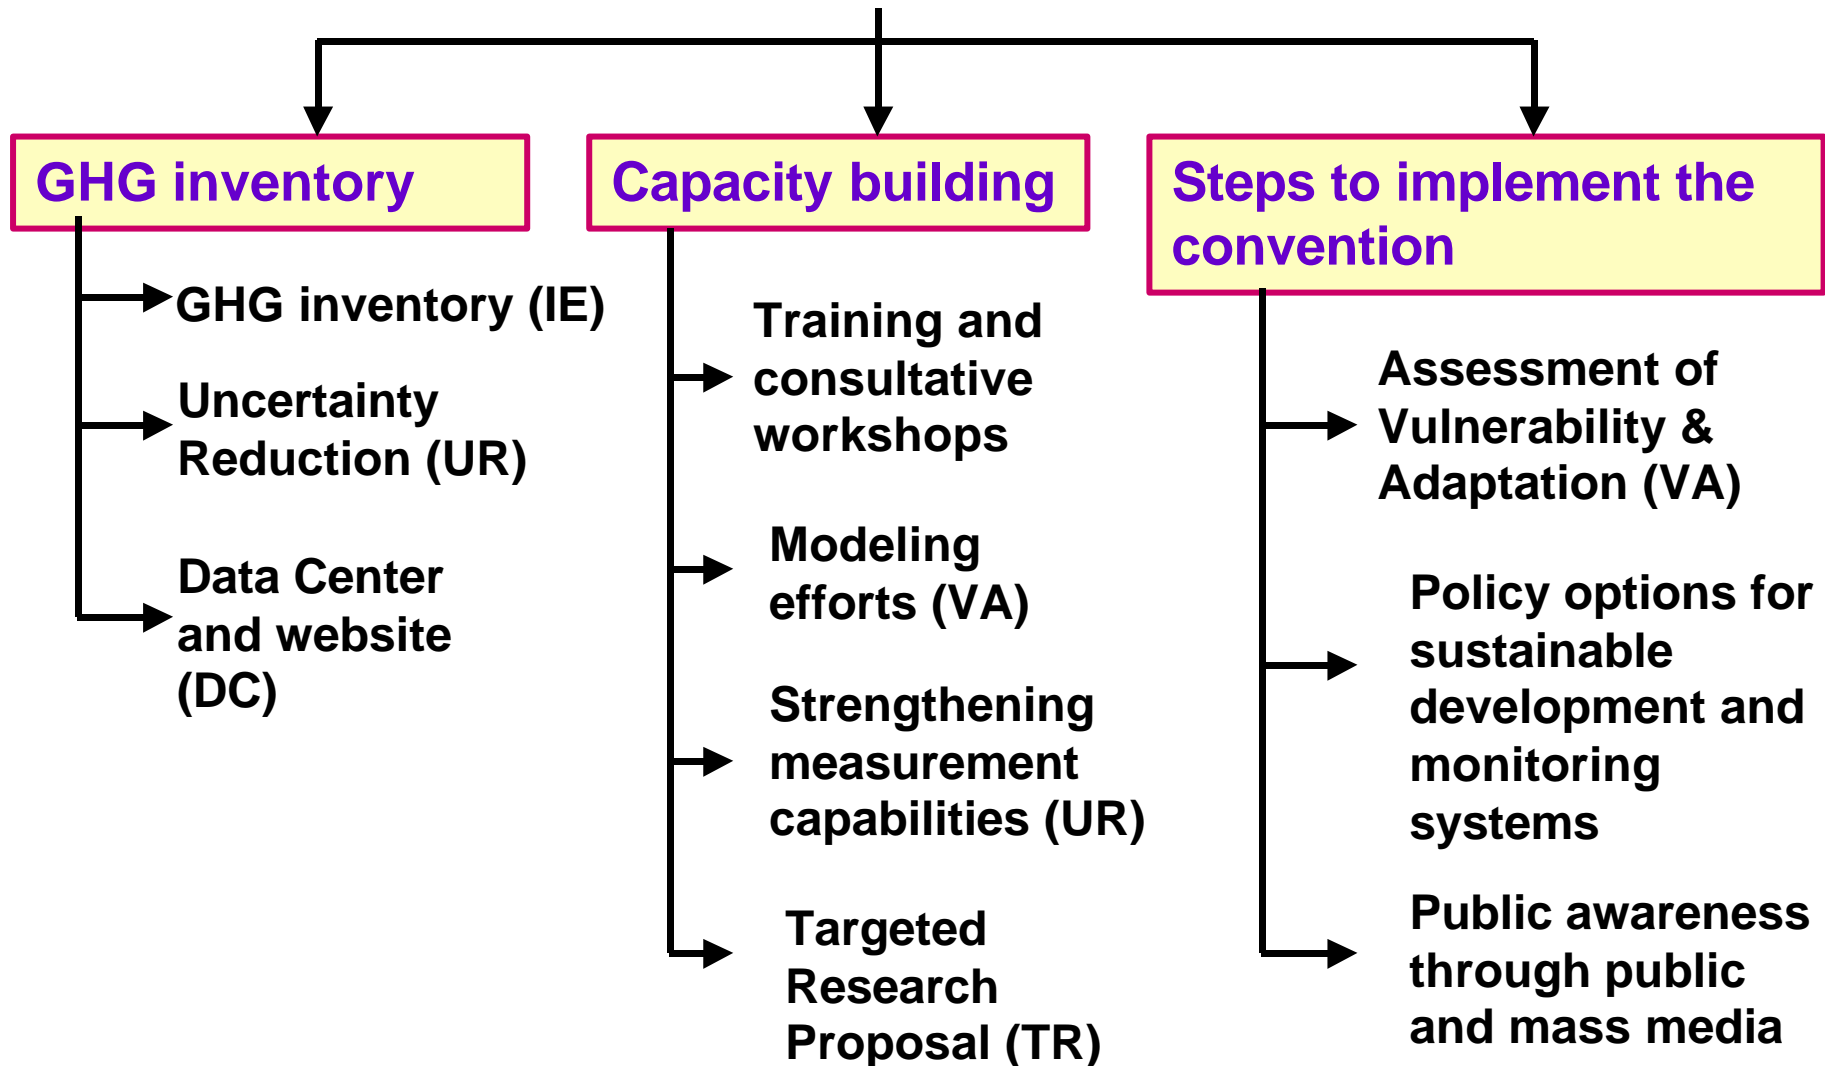 GHG inventory
GHG inventory (IE)
Uncertainty
Reduction (UR)
Data Center
and website
(DC)
Capacity building
Training and
consultative
workshops
Modeling
efforts (VA)
Strengthening
measurement
capabilities (UR)
Targeted
Research
Proposal (TR)
Steps to implement the
convention
Assessment of
Vulnerability &
Adaptation (VA)
Policy options for
sustainable
development and
monitoring
systems
Public awareness
through public
and mass media